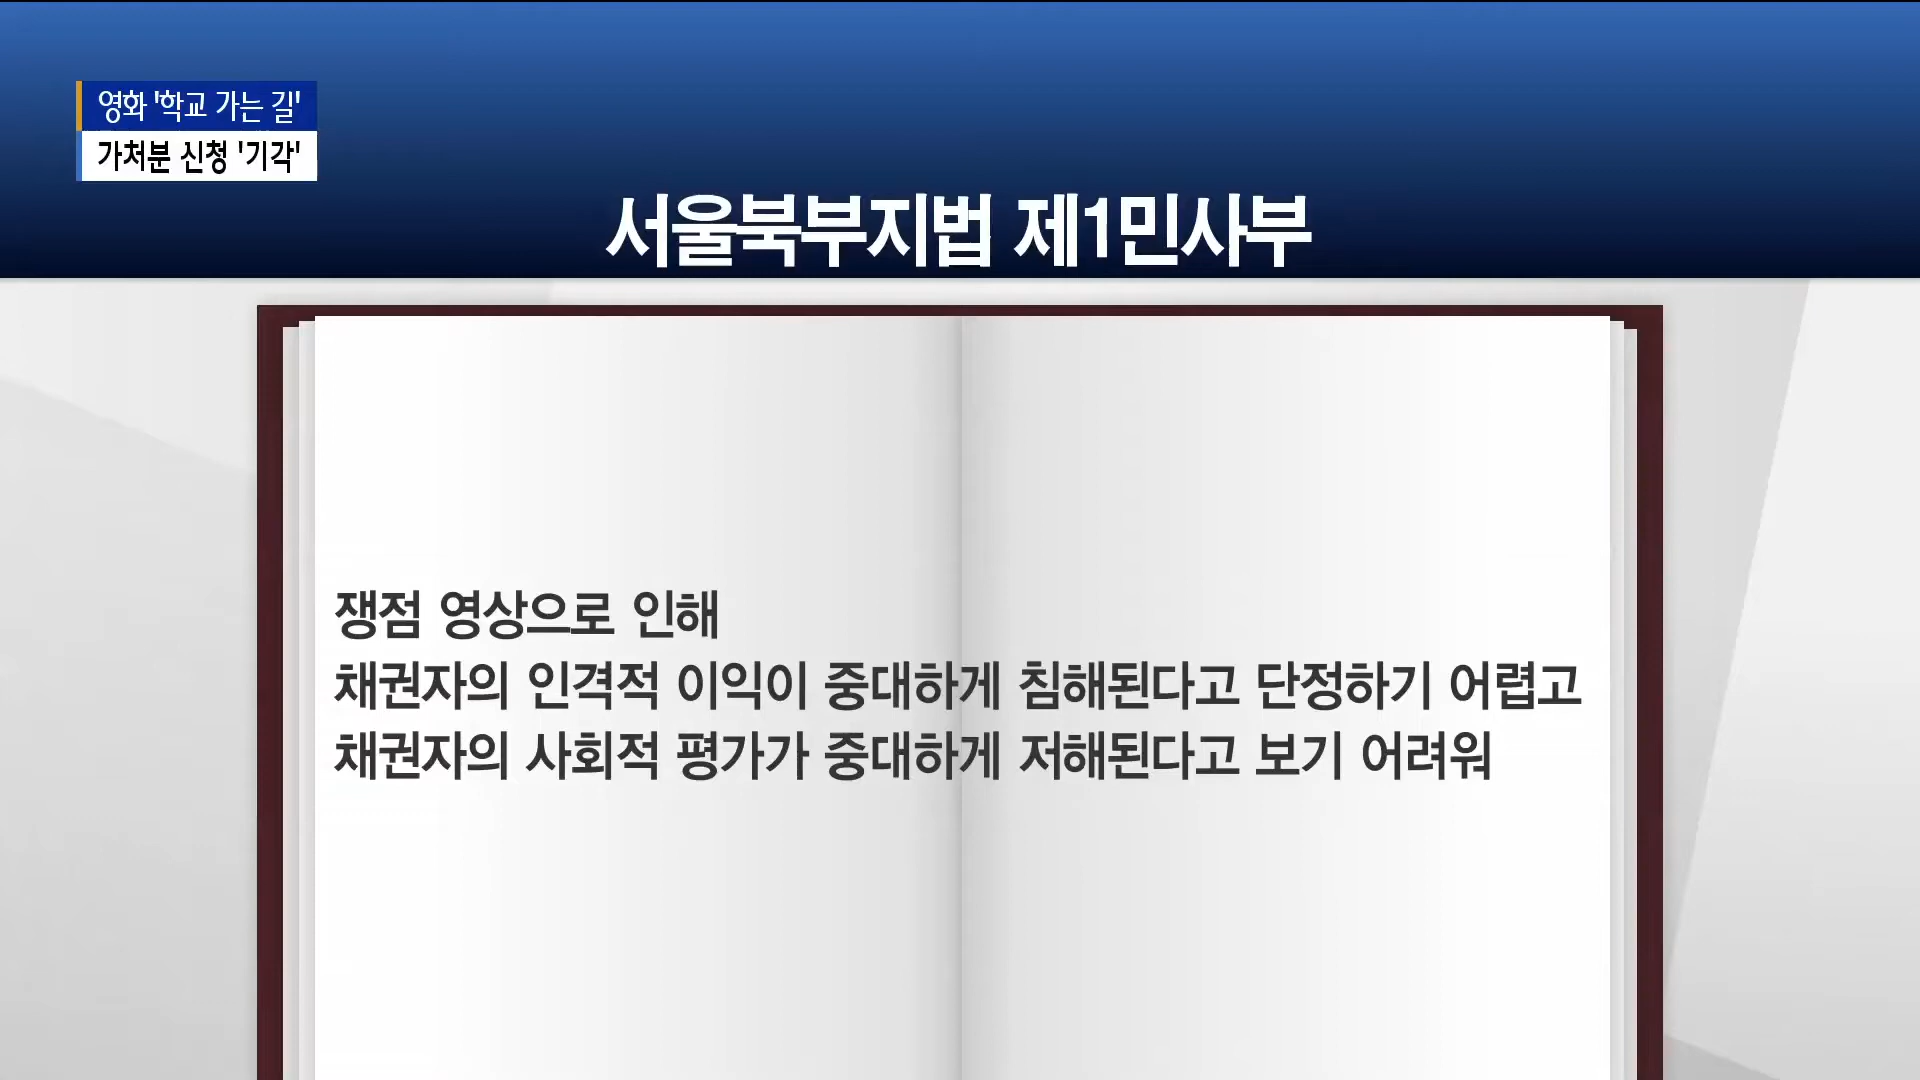 영화 '학교 가는 길'
가처분 신청 '기각'
서울북부지법 제1민사부
쟁점 영상으로 인해
채권자의 인격적 이익이 중대하게 침해된다고 단정하기 어렵고
채권자의 사회적 평가가 중대하게 저해된다고 보기 어려워